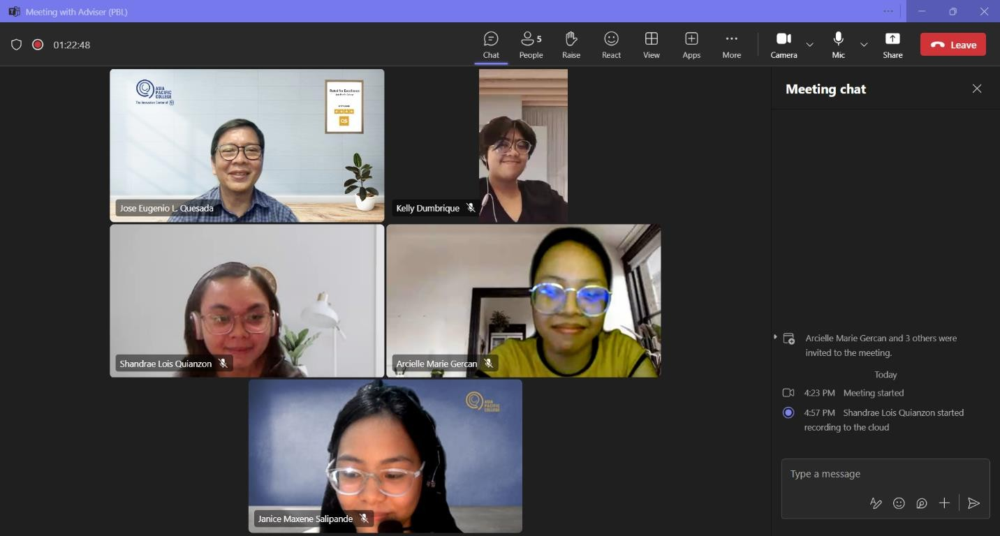 Meeting with Adviser (PBL)
01:22:48
Chat
5
People
Raise
React
View
Apps
More
Camera
Mic
Share
Leave
ASIA
PACIFIC
COLLEGE
The Innovation Center of
Rated for Excellence
Asia Pacific College
QS
Jose Eugenio L. Quesada
Kelly Dumbrique
Shandrae Lois Quianzon
Arcielle Marie Gercan
ASIA
PACIFIC
COLLEGE
Janice Maxene Salipande
Meeting chat
Arcielle Marie Gercan and 3 others were
invited to the meeting.
Today
4:23 PM Meeting started
4:57 PM Shandrae Lois Quianzon started
recording to the cloud
Type a message